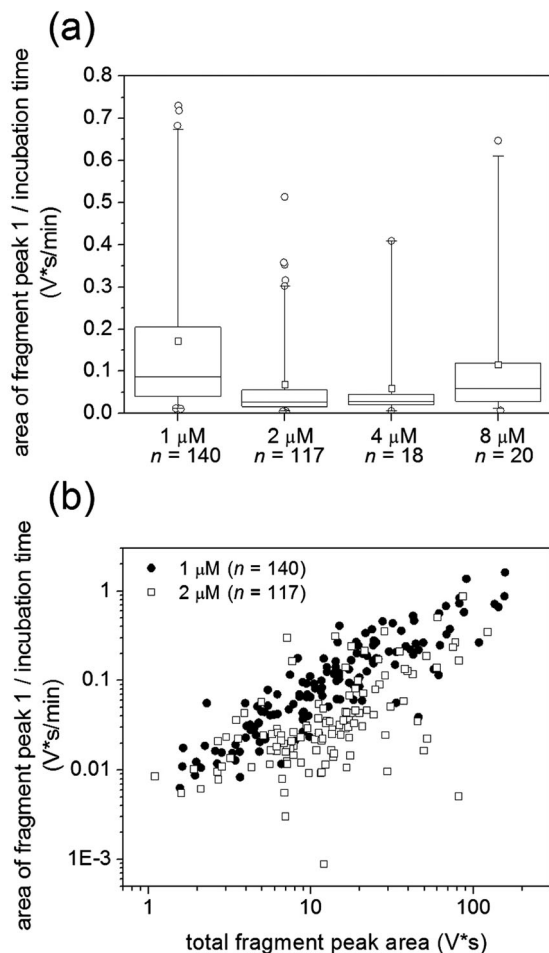 (a)
area of fragment peak 1 / incubation time
(V*s/min)
0.8
0.7
0.6
0.5
0.4
0.3
0.2
0.1
0.0
1 μM 2 μM 4 μM 8 μM
n = 140 n = 117 n = 18 n = 20
(b)
area of fragment peak 1 / incubation time
(V*s/min)
1 μM (n = 140)
2 μM (n = 117)
1
0.1
0.01
1E-3
1 10 100
total fragment peak area (V*s)